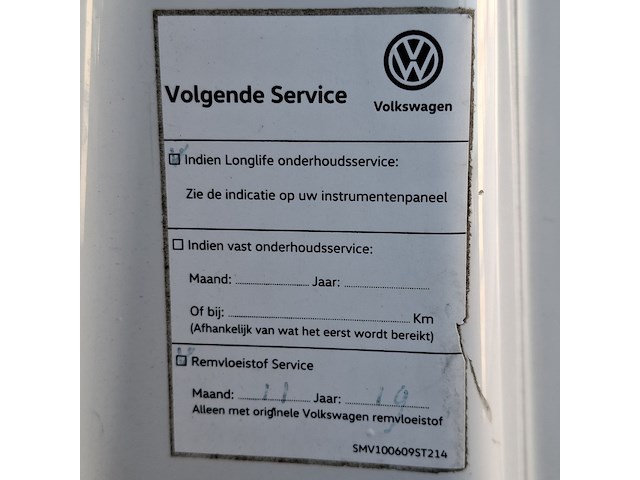 Volgende Service
Volkswagen
Indien Longlife onderhoudsservice:
Zie de indicatie op uw instrumentenpaneel
Indien vast onderhoudsservice:
Maand: Jaar:
Of bij: Km
(Afhankelijk van wat het eerst wordt bereikt)
Remvloeistof Service
Maand: 11 Jaar: 19
Alleen met originele Volkswagen remvloeistof
SMV100609ST214